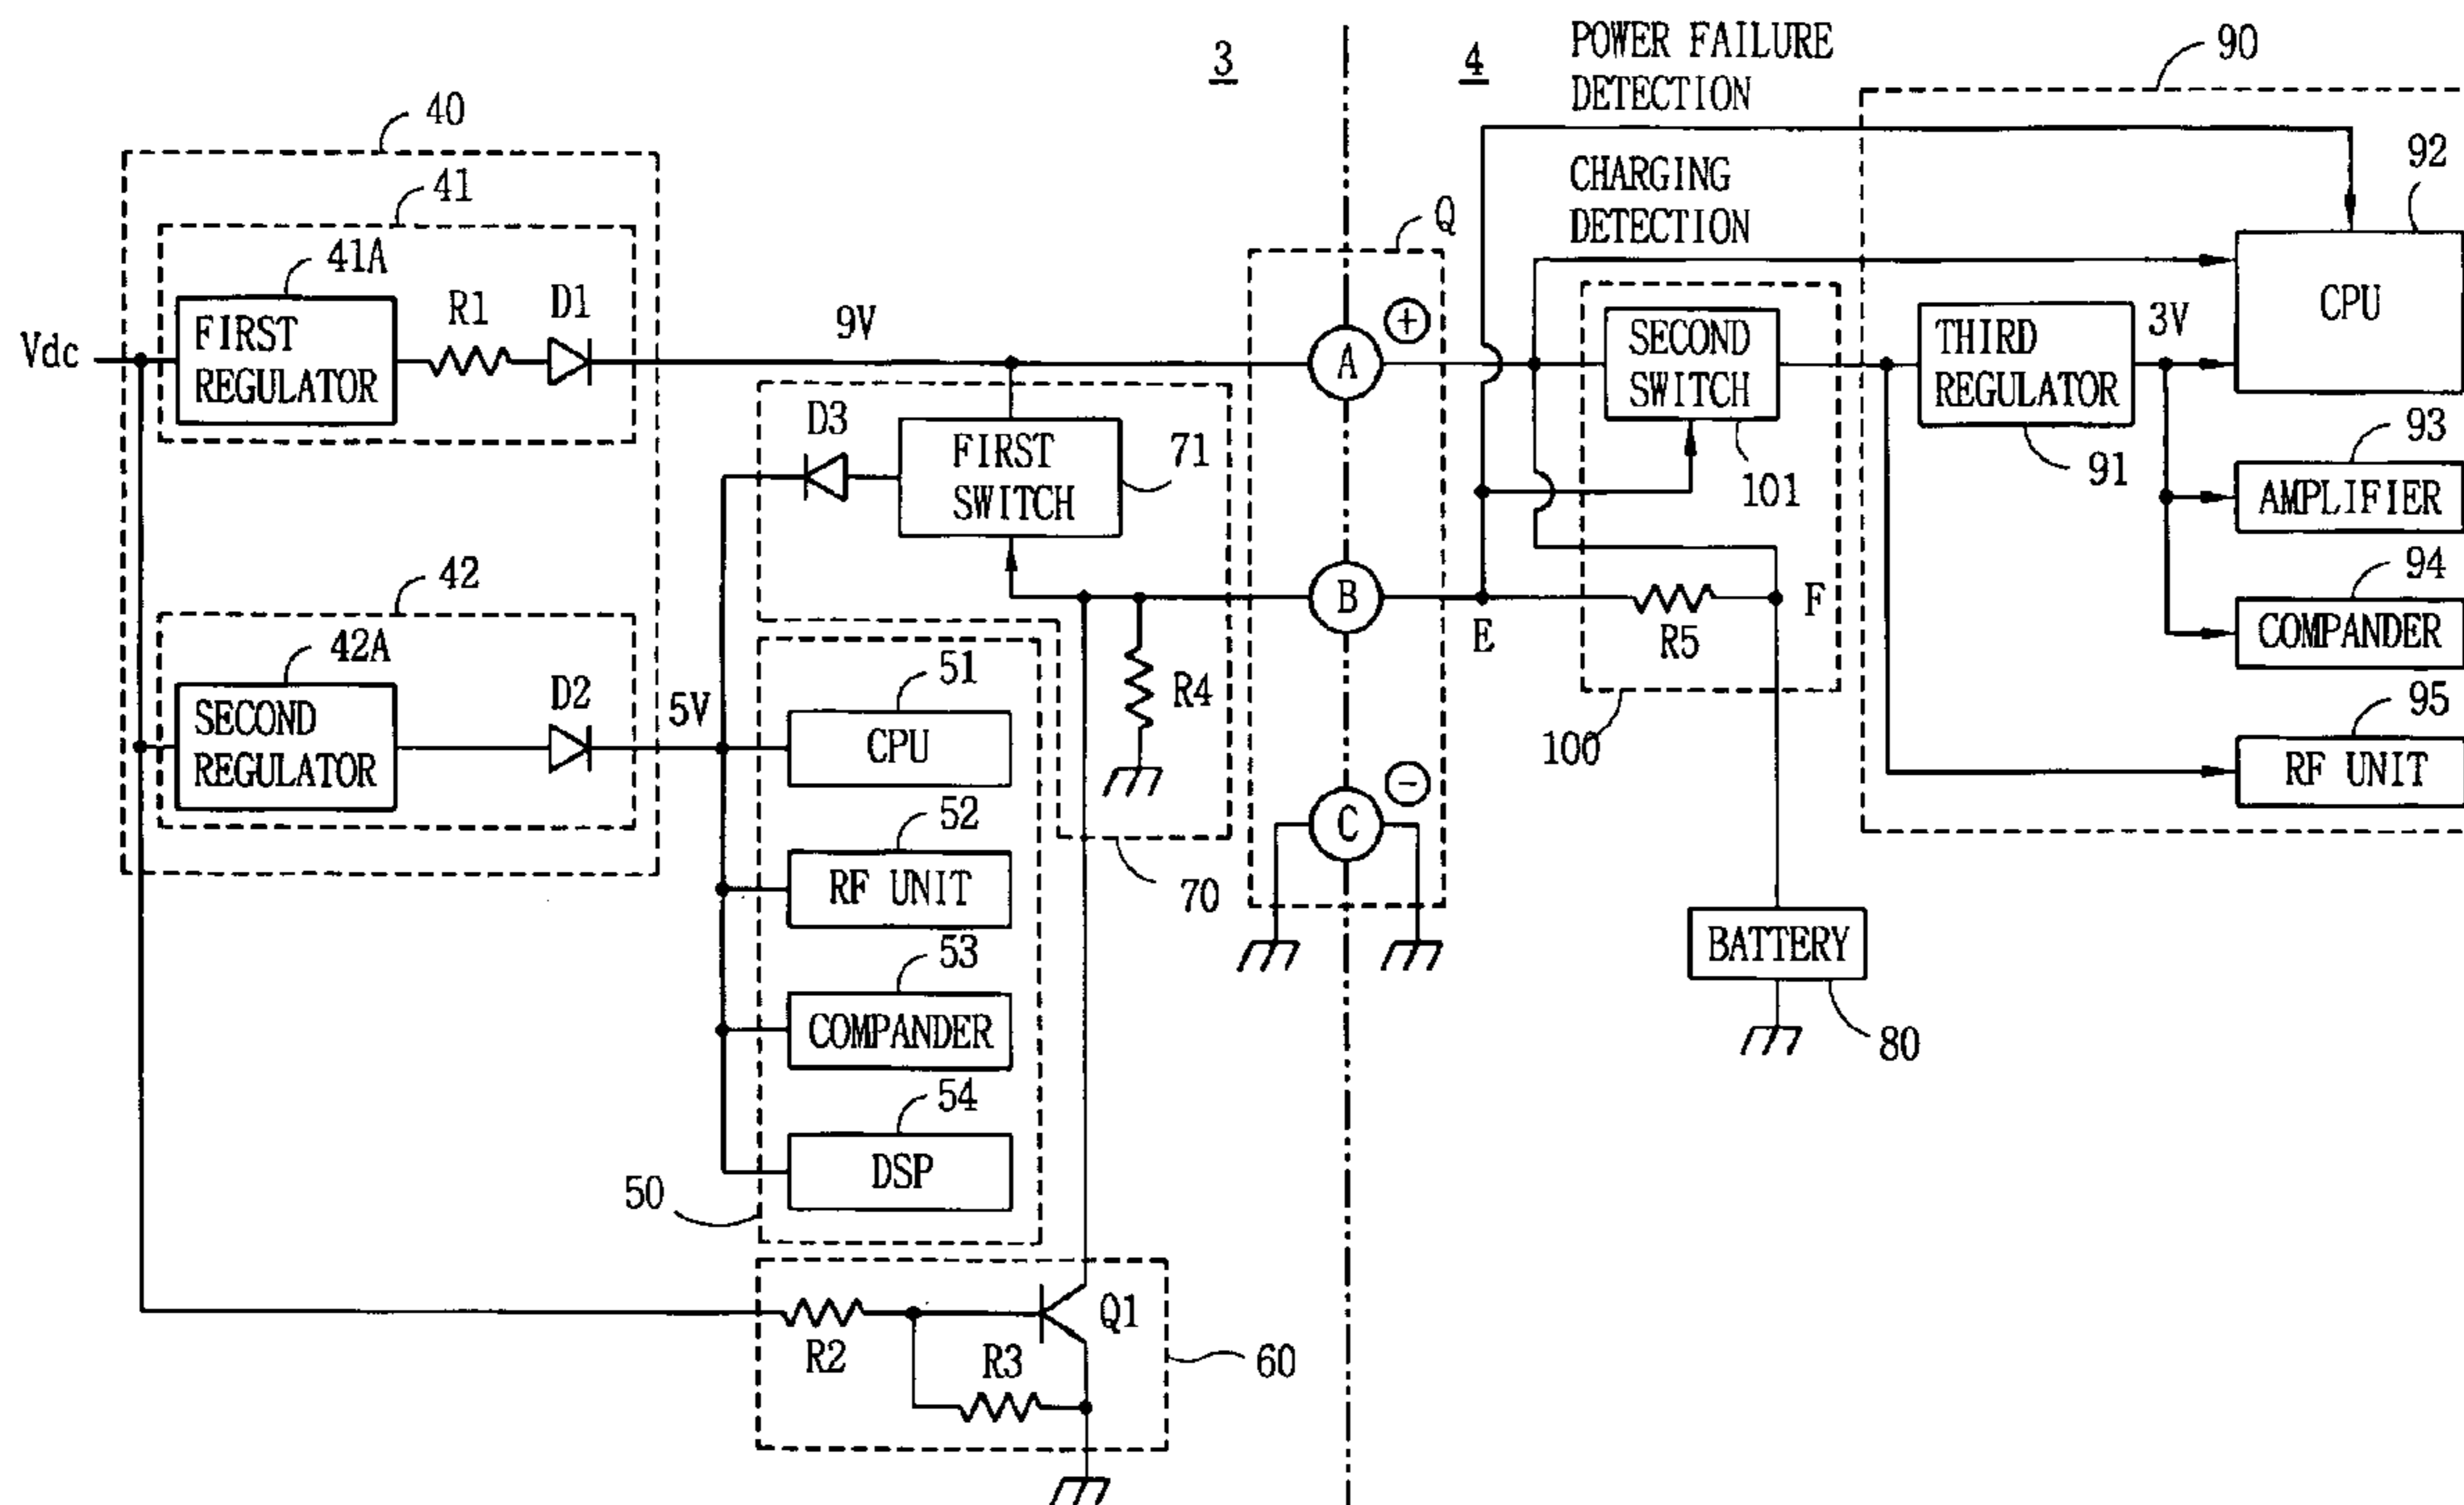 3
4
POWER FAILURE
DETECTION
90
40
41
CHARGING
DETECTION
92
41A
R1
D1
9V
Q
Vdc
FIRST
REGULATOR
A
+
SECOND
SWITCH
THIRD
REGULATOR
3V
CPU
D3
FIRST
SWITCH
71
101
91
93
AMPLIFIER
42
B
E
R5
F
94
COMPANDER
42A
D2
5V
51
R4
SECOND
REGULATOR
CPU
100
95
RF UNIT
C
-
52
RF UNIT
70
BATTERY
53
COMPANDER
80
54
DSP
50
R2
Q1
R3
60